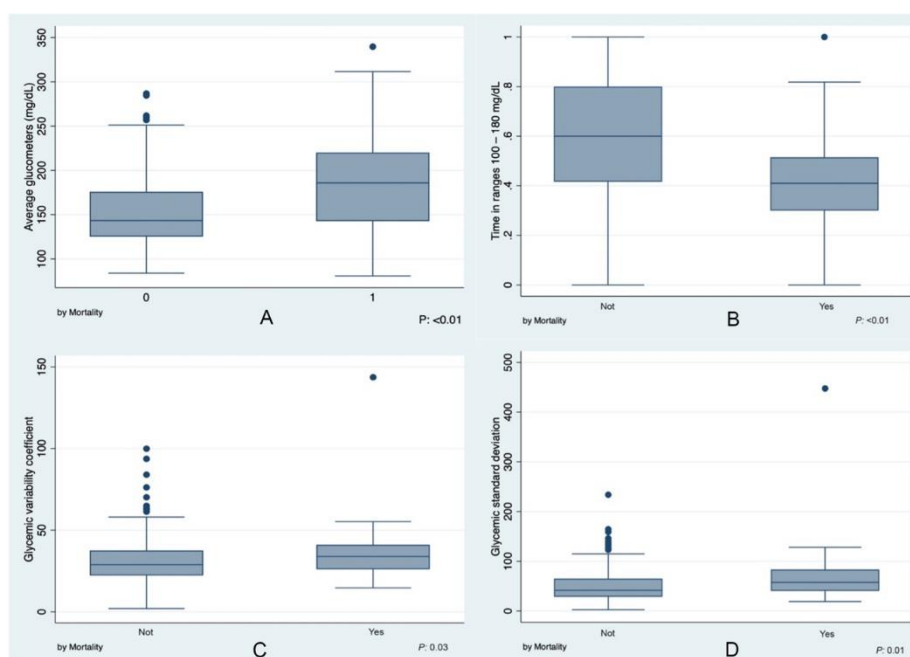 Average glucometers (mg/dL)
350
300
250
200
150
100
0
1
by Mortality
A
P: <0.01
Time in ranges 100 – 180 mg/dL
1
.8
.6
.4
.2
0
Not
Yes
by Mortality
B
P: <0.01
Glycemic variability coefficient
150
100
50
0
Not
Yes
by Mortality
C
P: 0.03
Glycemic standard deviation
500
400
300
200
100
0
Not
Yes
by Mortality
D
P: 0.01